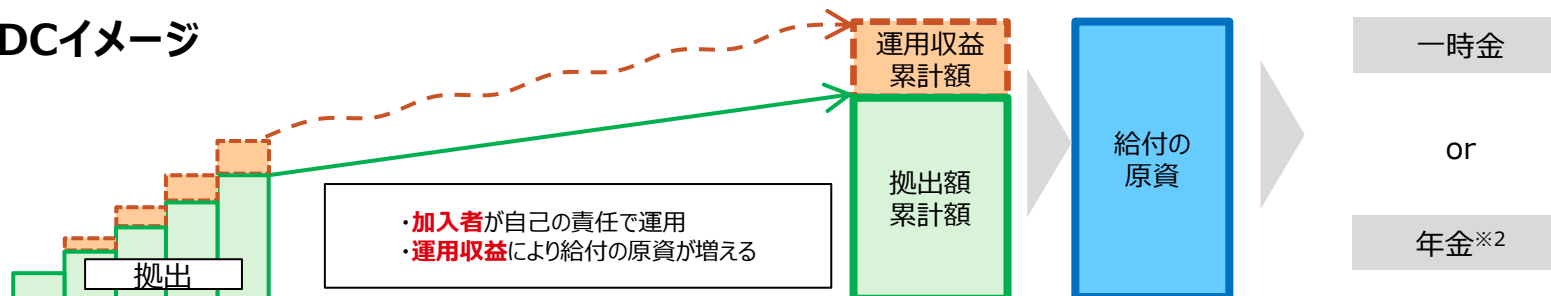 DCイメージ
運用収益
累計額
一時金
給付の
原資
or
拠出額
累計額
・加入者が自己の責任で運用
・運用収益により給付の原資が増える
年金※2
拠出